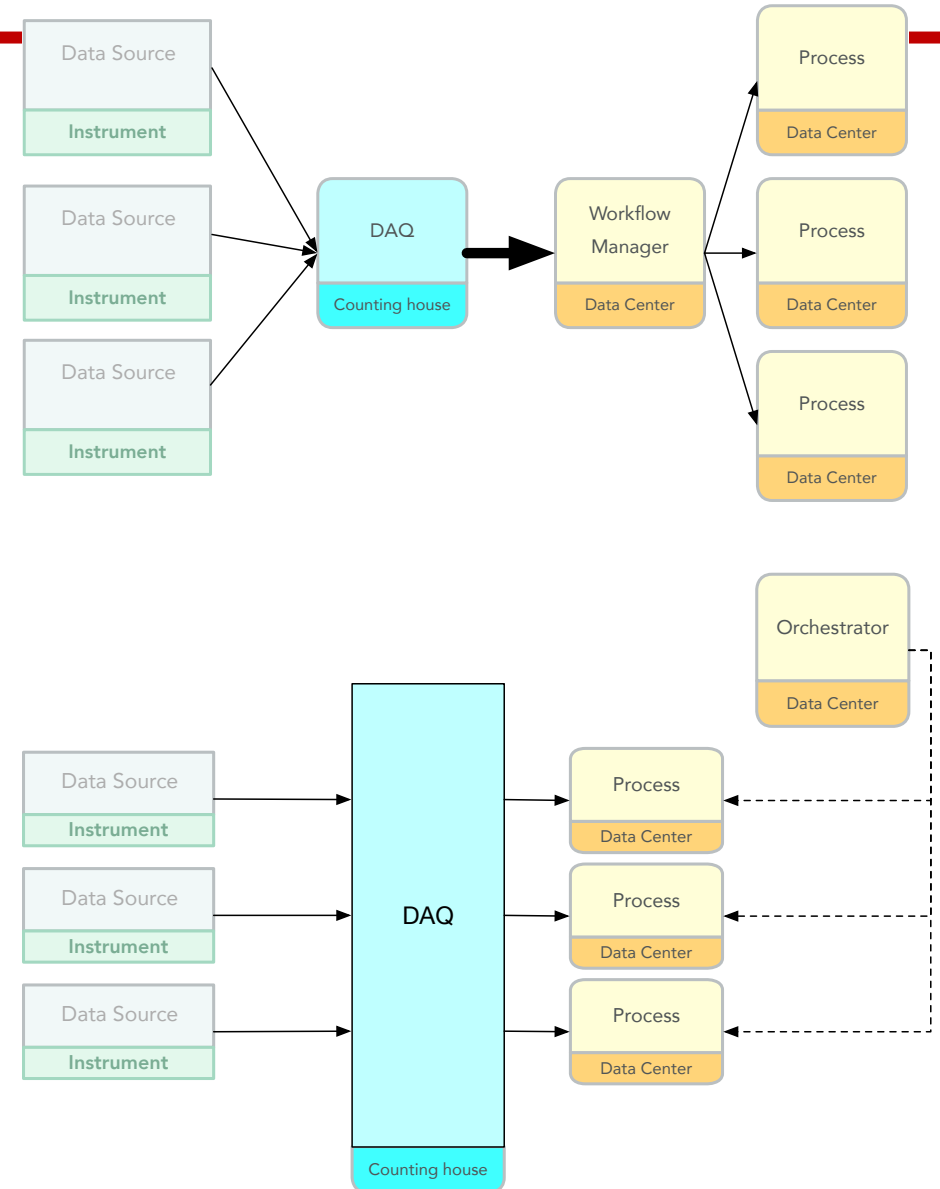 Data Source
Instrument
Data Source
Instrument
Data Source
Instrument
DAQ
Counting house
Workflow
Manager
Data Center
Process
Data Center
Process
Data Center
Process
Data Center
Orchestrator
Data Center
Data Source
Instrument
Data Source
Instrument
Data Source
Instrument
DAQ
Counting house
Process
Data Center
Process
Data Center
Process
Data Center